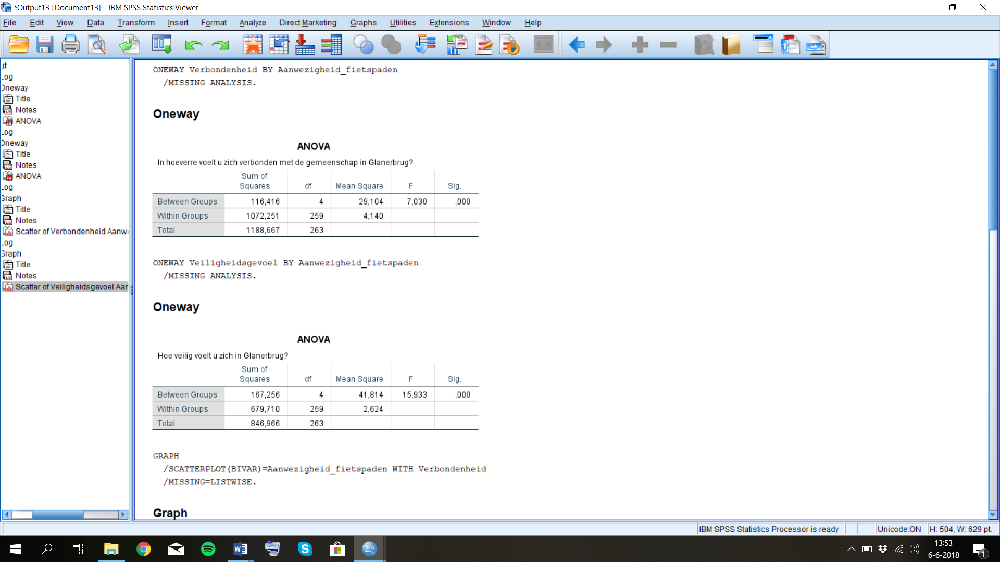 *Output13 [Document13] - IBM SPSS Statistics Viewer
File Edit View Data Transform Insert Format Analyze Direct Marketing Graphs Utilities Extensions Window Help
ut
Log
Oneway
Title
Notes
ANOVA
Log
Oneway
Title
Notes
ANOVA
Log
Graph
Title
Notes
Scatter of Verbondenheid Aanw
Log
Graph
Title
Notes
Scatter of Veiligheidsgevoel Aan
ONEWAY Verbondenheid BY Aanwezigheid_fietspaden
/MISSING ANALYSIS.
Oneway
ANOVA
In hoeverre voelt u zich verbonden met de gemeenschap in Glanerbrug?
Sum of Squares df Mean Square F Sig.
Between Groups 116,416 4 29,104 7,030 ,000
Within Groups 1072,251 259 4,140
Total 1188,667 263
ONEWAY Veiligheidsgevoel BY Aanwezigheid_fietspaden
/MISSING ANALYSIS.
Oneway
ANOVA
Hoe veilig voelt u zich in Glanerbrug?
Sum of Squares df Mean Square F Sig.
Between Groups 167,256 4 41,814 15,933 ,000
Within Groups 679,710 259 2,624
Total 846,966 263
GRAPH
/SCATTERPLOT(BIVAR)=Aanwezigheid_fietspaden WITH Verbondenheid
/MISSING=LISTWISE.
Graph
IBM SPSS Statistics Processor is ready Unicode:ON H: 504, W: 629 pt.
13:53
6-6-2018
1